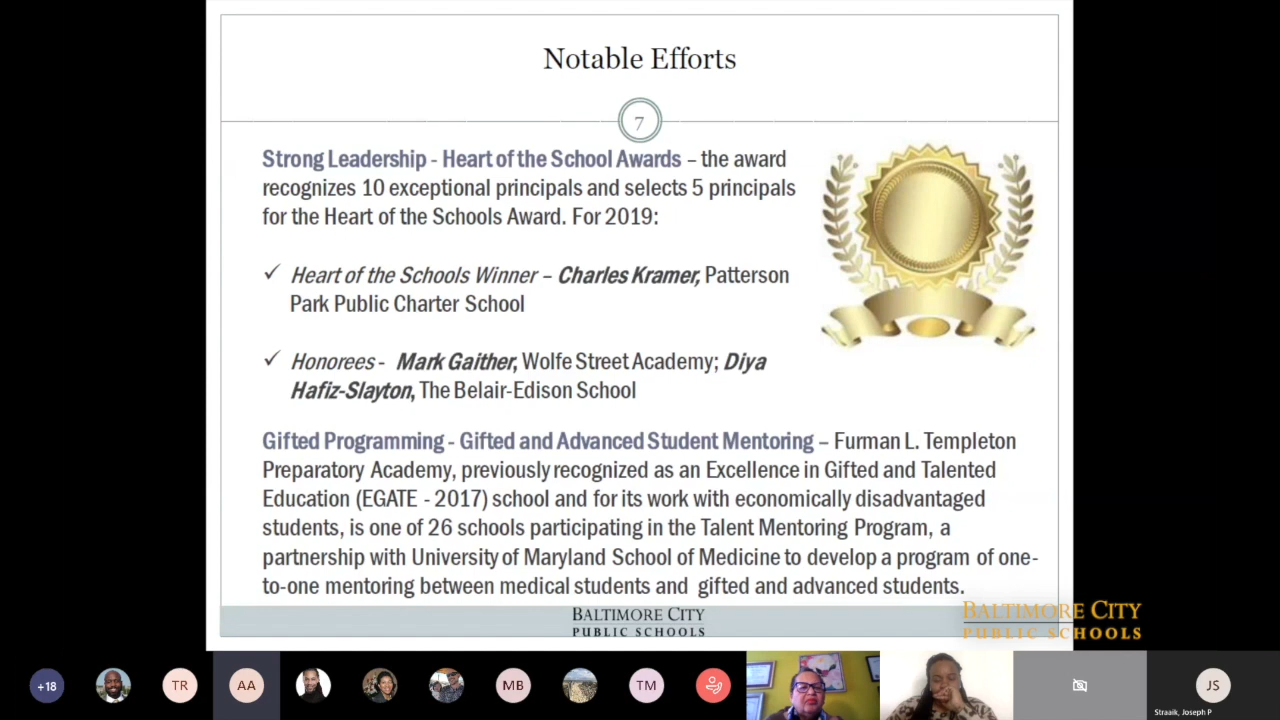 Notable Efforts
7
Strong Leadership - Heart of the School Awards – the award
recognizes 10 exceptional principals and selects 5 principals
for the Heart of the Schools Award. For 2019:
✓ Heart of the Schools Winner – Charles Kramer, Patterson
Park Public Charter School
✓ Honorees - Mark Gaither, Wolfe Street Academy; Diya
Hafiz-Slayton, The Belair-Edison School
Gifted Programming - Gifted and Advanced Student Mentoring – Furman L. Templeton
Preparatory Academy, previously recognized as an Excellence in Gifted and Talented
Education (EGATE - 2017) school and for its work with economically disadvantaged
students, is one of 26 schools participating in the Talent Mentoring Program, a
partnership with University of Maryland School of Medicine to develop a program of one-
to-one mentoring between medical students and gifted and advanced students.
BALTIMORE CITY
PUBLIC SCHOOLS
BALTIMORE CITY
PUBLIC SCHOOLS
+18
TR
AA
MB
TM
JS
Straaik, Joseph P